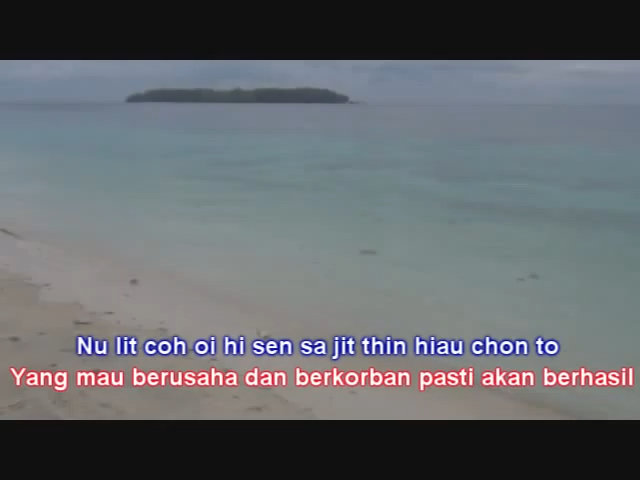 Nu lit coh oi hi sen sa jit thin hiau chon to
Yang mau berusaha dan berkorban pasti akan berhasil